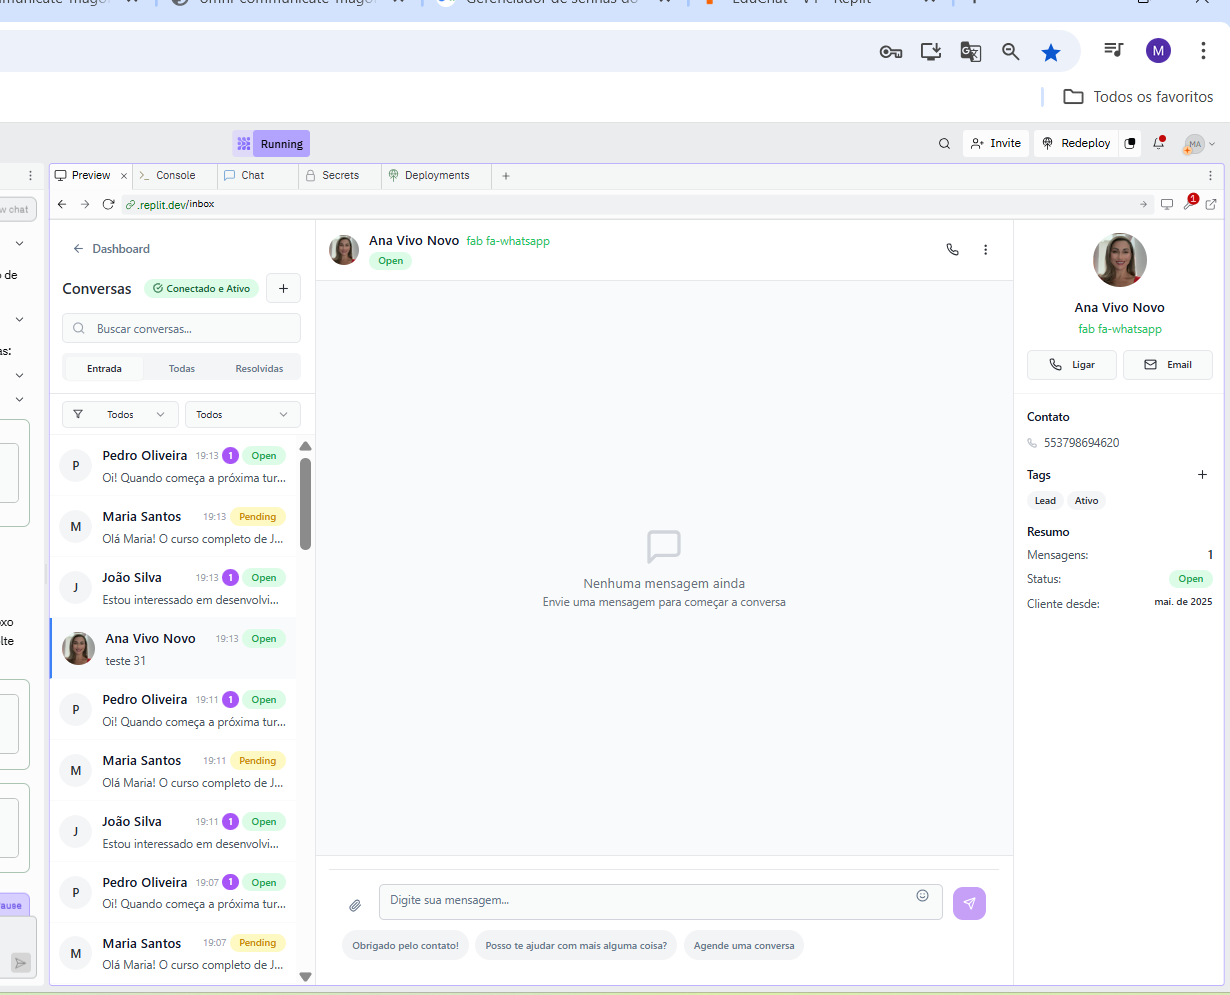 Todos os favoritos
Running
Invite
Redeploy
MA
M
Preview
Console
Chat
Secrets
Deployments
.replit.dev/inbox
1
w chat
o de
as:
oxo
lte
ause
Dashboard
Conversas
Conectado e Ativo
Buscar conversas...
Entrada
Todas
Resolvidas
Todos
Todos
P
Pedro Oliveira 19:13 1 Open
Oi! Quando começa a próxima tur...
M
Maria Santos 19:13 Pending
Olá Maria! O curso completo de J...
J
João Silva 19:13 1 Open
Estou interessado em desenvolvi...
Ana Vivo Novo 19:13 Open
teste 31
P
Pedro Oliveira 19:11 1 Open
Oi! Quando começa a próxima tur...
M
Maria Santos 19:11 Pending
Olá Maria! O curso completo de J...
J
João Silva 19:11 1 Open
Estou interessado em desenvolvi...
P
Pedro Oliveira 19:07 1 Open
Oi! Quando começa a próxima tur...
M
Maria Santos 19:07 Pending
Olá Maria! O curso completo de J...
Ana Vivo Novo fab fa-whatsapp
Open
Nenhuma mensagem ainda
Envie uma mensagem para começar a conversa
Digite sua mensagem...
Obrigado pelo contato!
Posso te ajudar com mais alguma coisa?
Agende uma conversa
Ana Vivo Novo
fab fa-whatsapp
Ligar
Email
Contato
553798694620
Tags
Lead
Ativo
Resumo
Mensagens: 1
Status: Open
Cliente desde: mai. de 2025